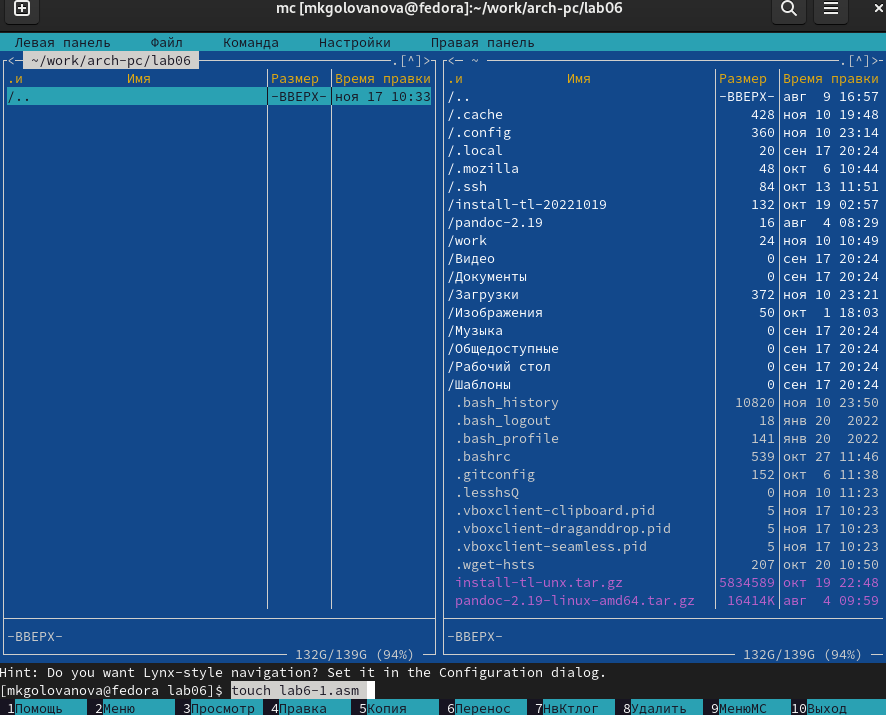 mc [mkgolovanova@fedora]:~/work/arch-pc/lab06
Левая панель Файл Команда Настройки Правая панель
<— ~/work/arch-pc/lab06 .[^]>
.и Имя Размер Время правки
/.. -ВВЕРХ- ноя 17 10:33
-ВВЕРХ-
132G/139G (94%)
<— ~ .[^]>
.и Имя Размер Время правки
/.. -ВВЕРХ- авг 9 16:57
/.cache 428 ноя 10 19:48
/.config 360 ноя 10 23:14
/.local 20 сен 17 20:24
/.mozilla 48 окт 6 10:44
/.ssh 84 окт 13 11:51
/install-tl-20221019 132 окт 19 02:57
/pandoc-2.19 16 авг 4 08:29
/work 24 ноя 10 10:49
/Видео 0 сен 17 20:24
/Документы 0 сен 17 20:24
/Загрузки 372 ноя 10 23:21
/Изображения 50 окт 1 18:03
/Музыка 0 сен 17 20:24
/Общедоступные 0 сен 17 20:24
/Рабочий стол 0 сен 17 20:24
/Шаблоны 0 сен 17 20:24
.bash_history 10820 ноя 10 23:50
.bash_logout 18 янв 20 2022
.bash_profile 141 янв 20 2022
.bashrc 539 окт 27 11:46
.gitconfig 152 окт 6 11:38
.lesshsQ 0 ноя 10 11:23
.vboxclient-clipboard.pid 5 ноя 17 10:23
.vboxclient-draganddrop.pid 5 ноя 17 10:23
.vboxclient-seamless.pid 5 ноя 17 10:23
.wget-hsts 207 окт 20 10:50
install-tl-unx.tar.gz 5834589 окт 19 22:48
pandoc-2.19-linux-amd64.tar.gz 16414K авг 4 09:59
-ВВЕРХ-
132G/139G (94%)
Hint: Do you want Lynx-style navigation? Set it in the Configuration dialog.
[mkgolovanova@fedora lab06]$ touch lab6-1.asm
1Помощь 2Меню 3Просмотр 4Правка 5Копия 6Перенос 7НвКтлог 8Удалить 9МенюMC 10Выход